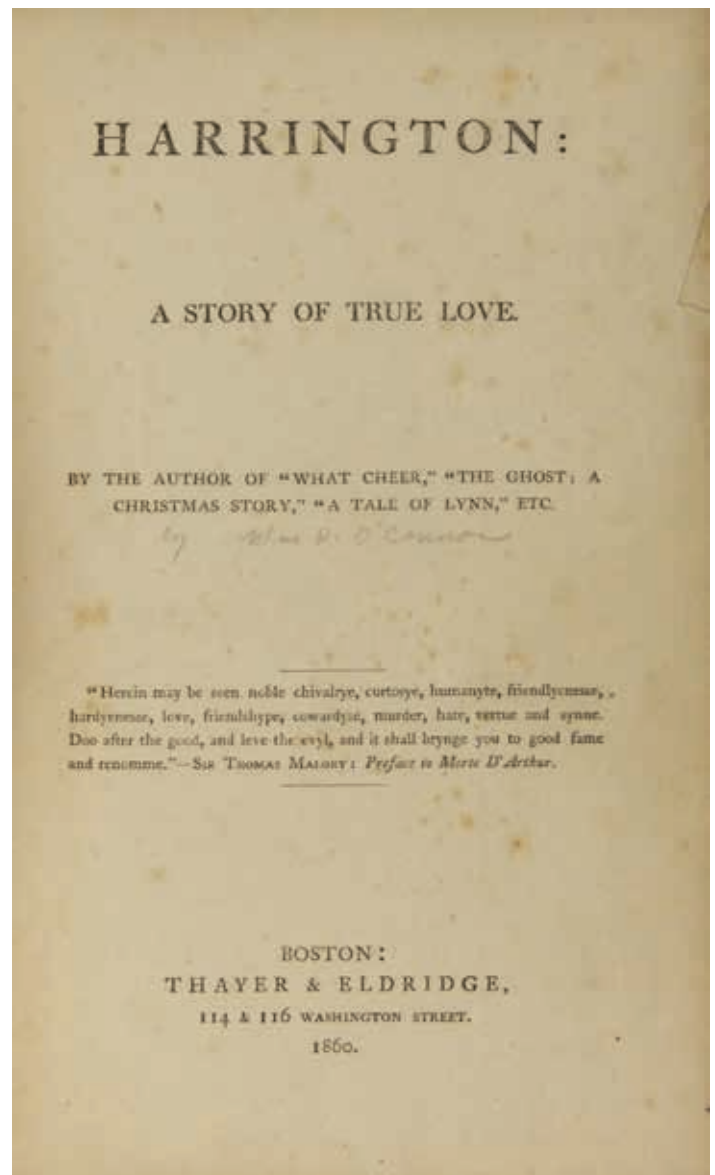 HARRINGTON:
A STORY OF TRUE LOVE.
BY THE AUTHOR OF “WHAT CHEER,” “THE GHOST: A
CHRISTMAS STORY,” “A TALE OF LYNN,” ETC.
by D. O'Connor
“Herein may be seen noble chivalrye, curtosye, humanyte, friendlynesse,
hardynesse, love, friendshype, cowardyse, murder, hate, vertue and synne.
Doo after the good, and leve the evyl, and it shall brynge you to good fame
and renomme.”—SIR THOMAS MALORY: Preface to Morte D'Arthur.
BOSTON:
THAYER & ELDRIDGE,
114 & 116 WASHINGTON STREET.
1860.